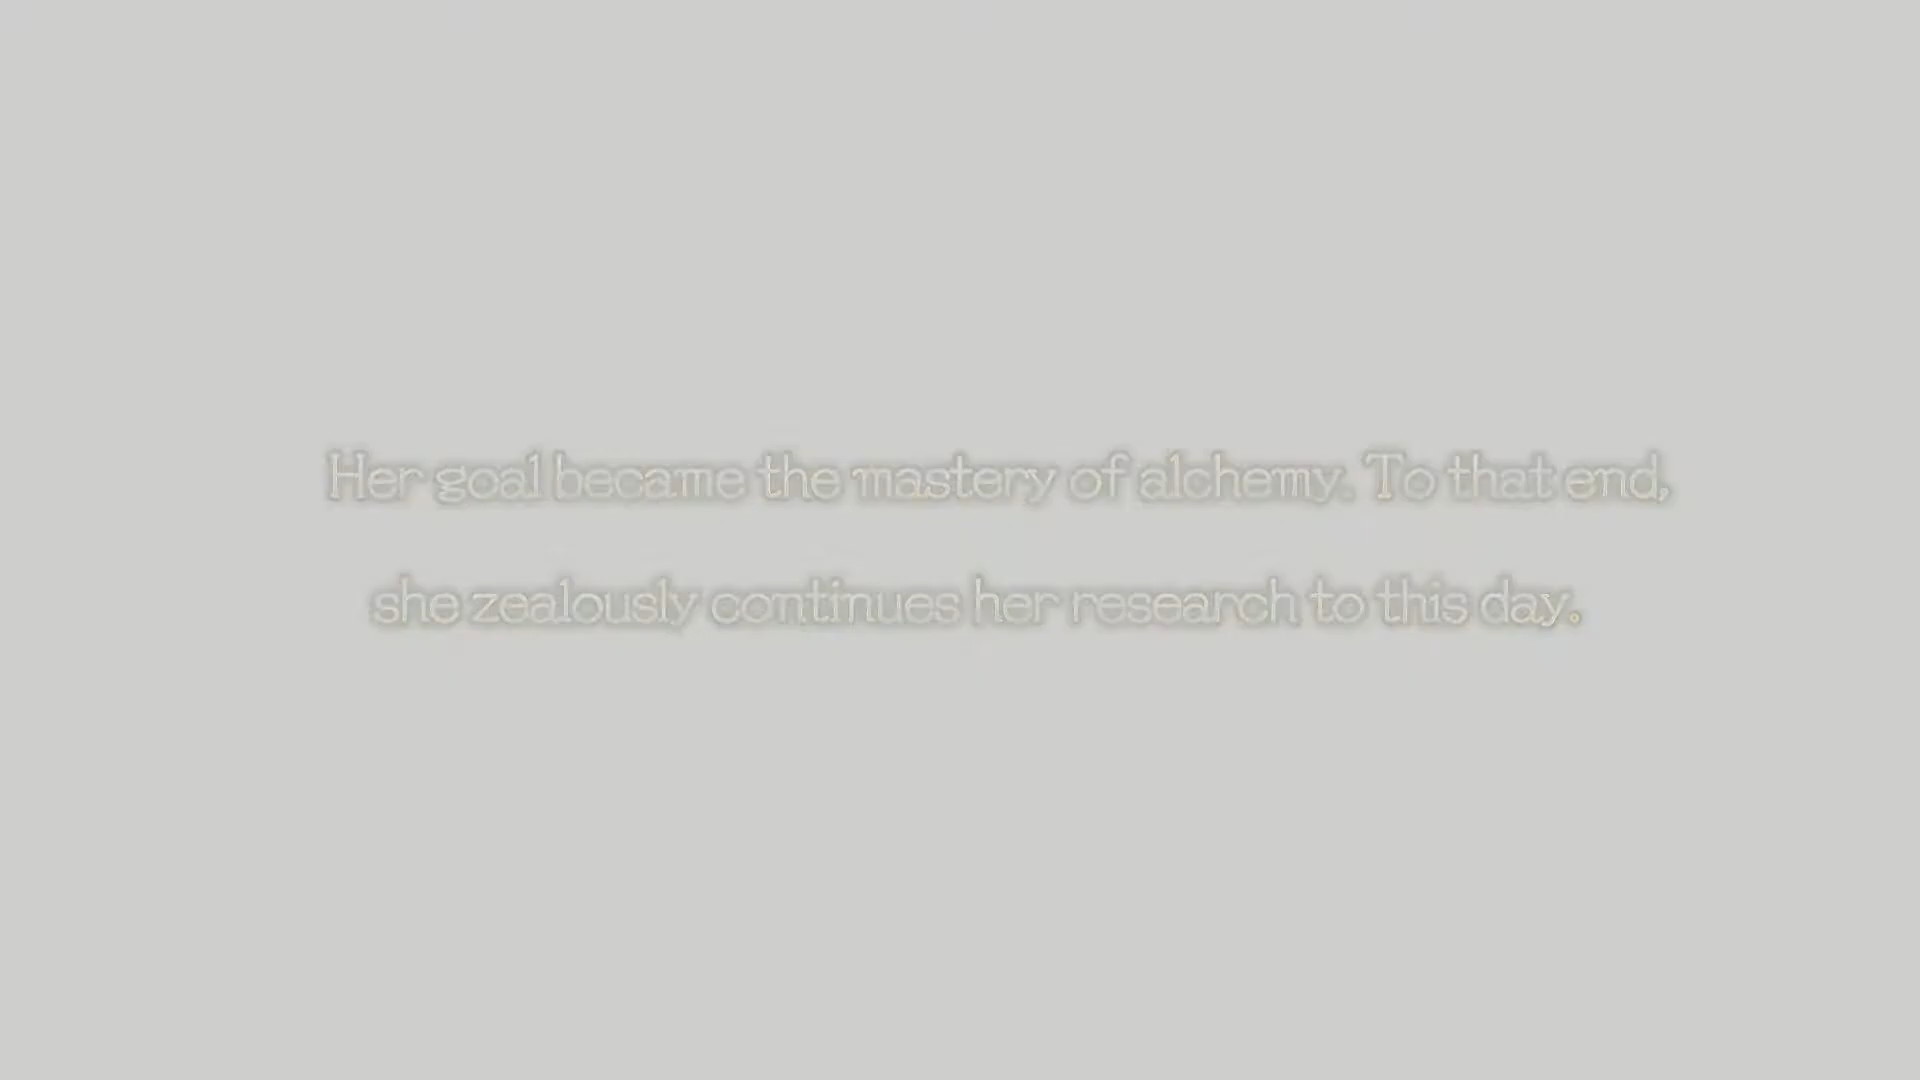 Her goal became the mastery of alchemy. To that end,
she zealously continues her research to this day.